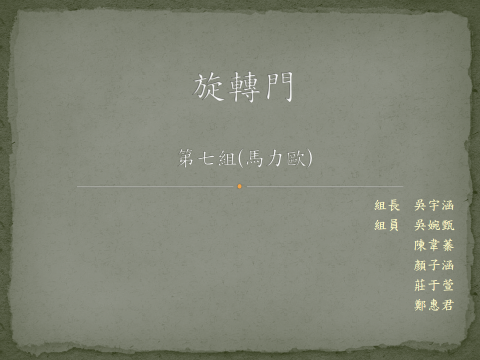 旋轉門
第七組(馬力歐)
組長 吳宇涵
組員 吳婉甄
陳韋蓁
顏子涵
莊于萱
鄭惠君